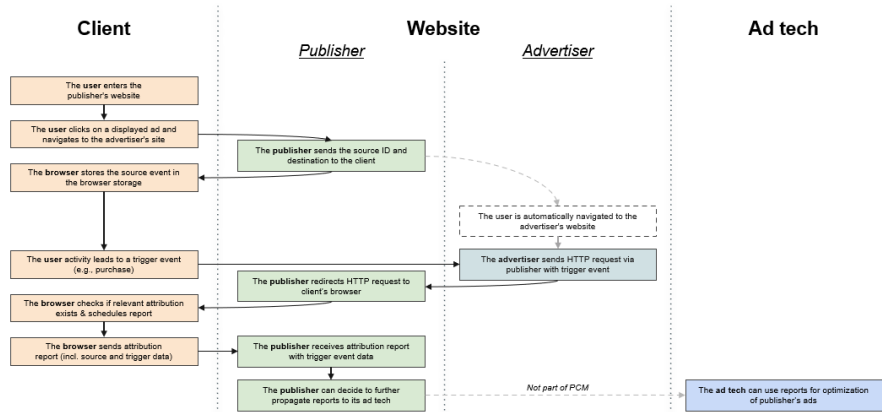 Client
Website
Ad tech
Publisher
Advertiser
The user enters the
publisher's website
The user clicks on a displayed ad and
navigates to the advertiser's site
The publisher sends the source ID and
destination to the client
The browser stores the source event in
the browser storage
The user is automatically navigated to the
advertiser's website
The user activity leads to a trigger event
(e.g., purchase)
The advertiser sends HTTP request via
publisher with trigger event
The publisher redirects HTTP request to
client's browser
The browser checks if relevant attribution
exists & schedules report
The browser sends attribution
report (incl. source and trigger data)
The publisher receives attribution report
with trigger event data
The publisher can decide to further
propagate reports to its ad tech
Not part of PCM
The ad tech can use reports for optimization
of publisher's ads